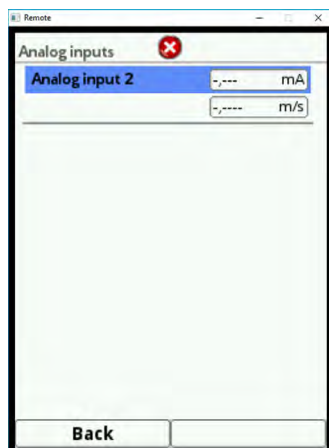 Remote
Analog inputs
Analog input 2 -,--- mA
-,---- m/s
Back